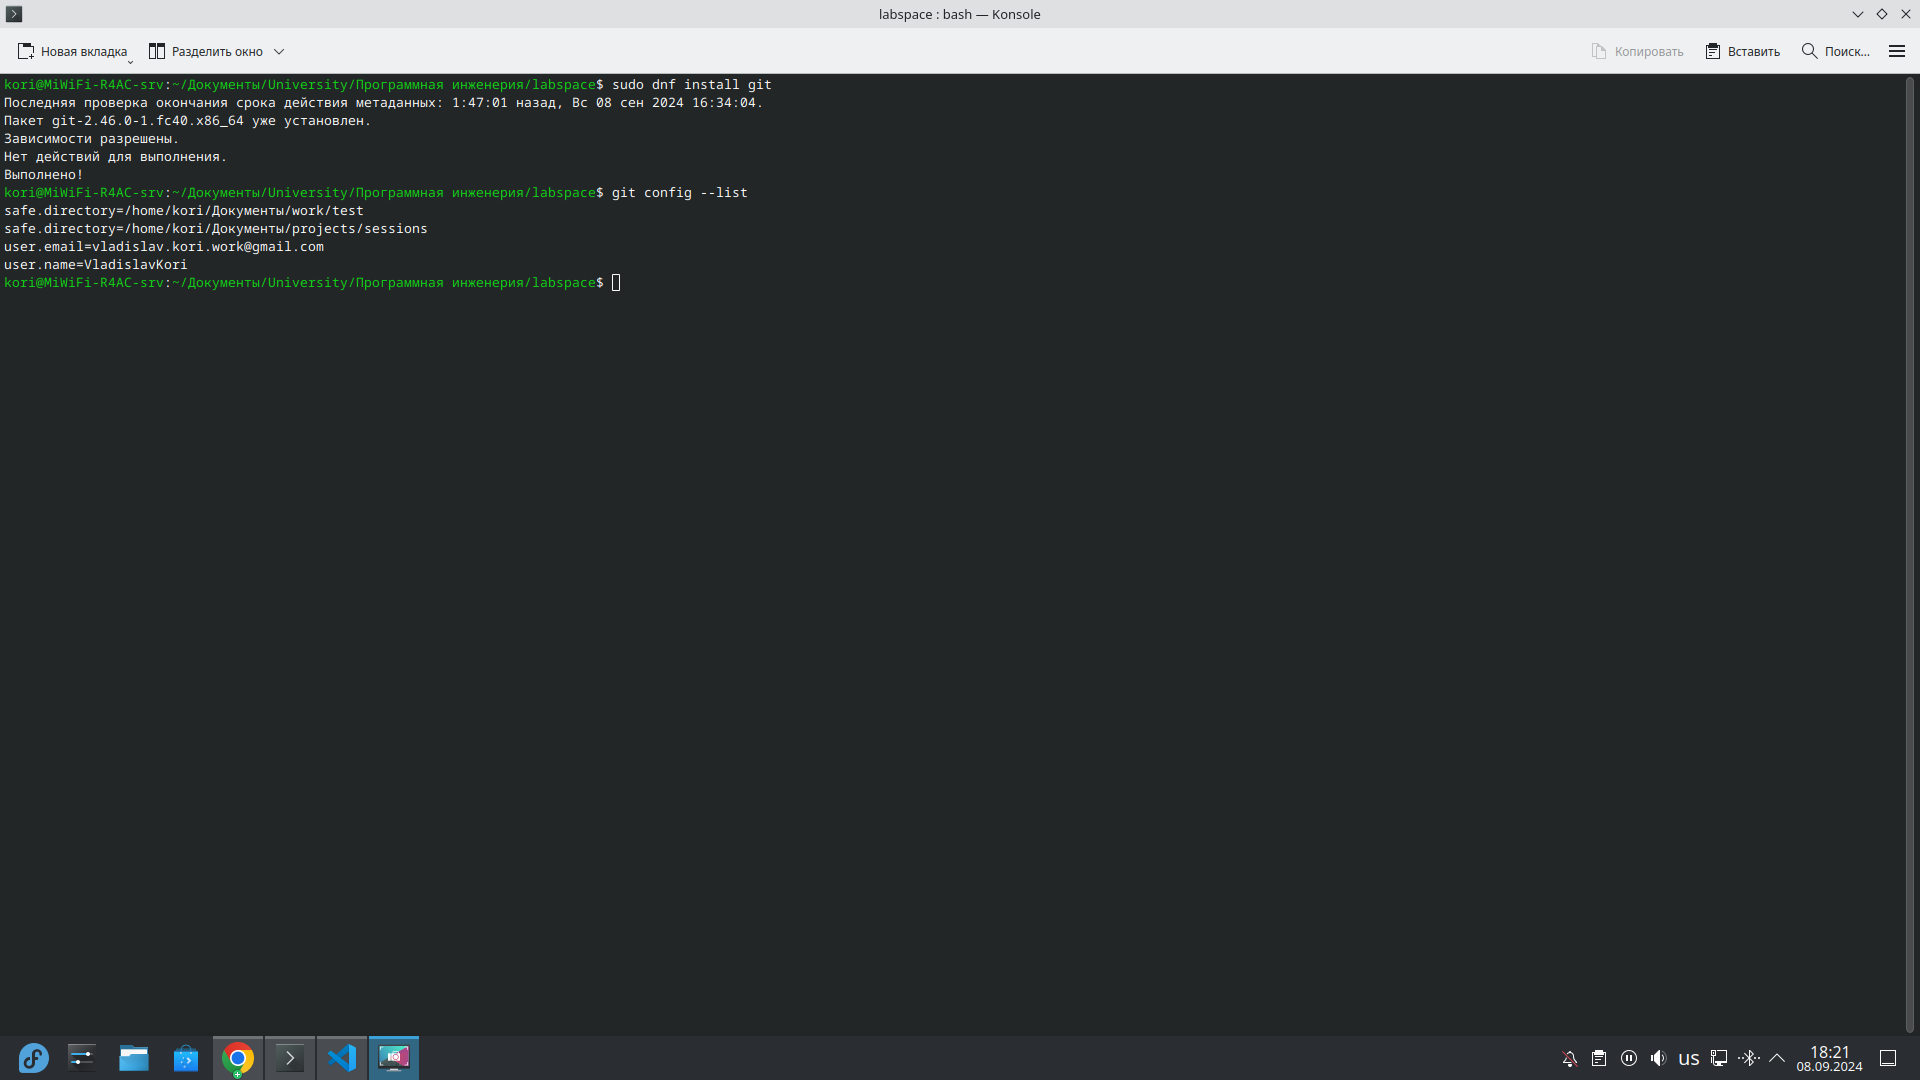 labspace : bash — Konsole
Новая вкладка
Разделить окно
Копировать
Вставить
Поиск...
kori@MiWiFi-R4AC-srv:~/Документы/University/Программная инженерия/labspace$ sudo dnf install git
Последняя проверка окончания срока действия метаданных: 1:47:01 назад, Вс 08 сен 2024 16:34:04.
Пакет git-2.46.0-1.fc40.x86_64 уже установлен.
Зависимости разрешены.
Нет действий для выполнения.
Выполнено!
kori@MiWiFi-R4AC-srv:~/Документы/University/Программная инженерия/labspace$ git config --list
safe.directory=/home/kori/Документы/work/test
safe.directory=/home/kori/Документы/projects/sessions
user.email=vladislav.kori.work@gmail.com
user.name=VladislavKori
kori@MiWiFi-R4AC-srv:~/Документы/University/Программная инженерия/labspace$
us
18:21
08.09.2024